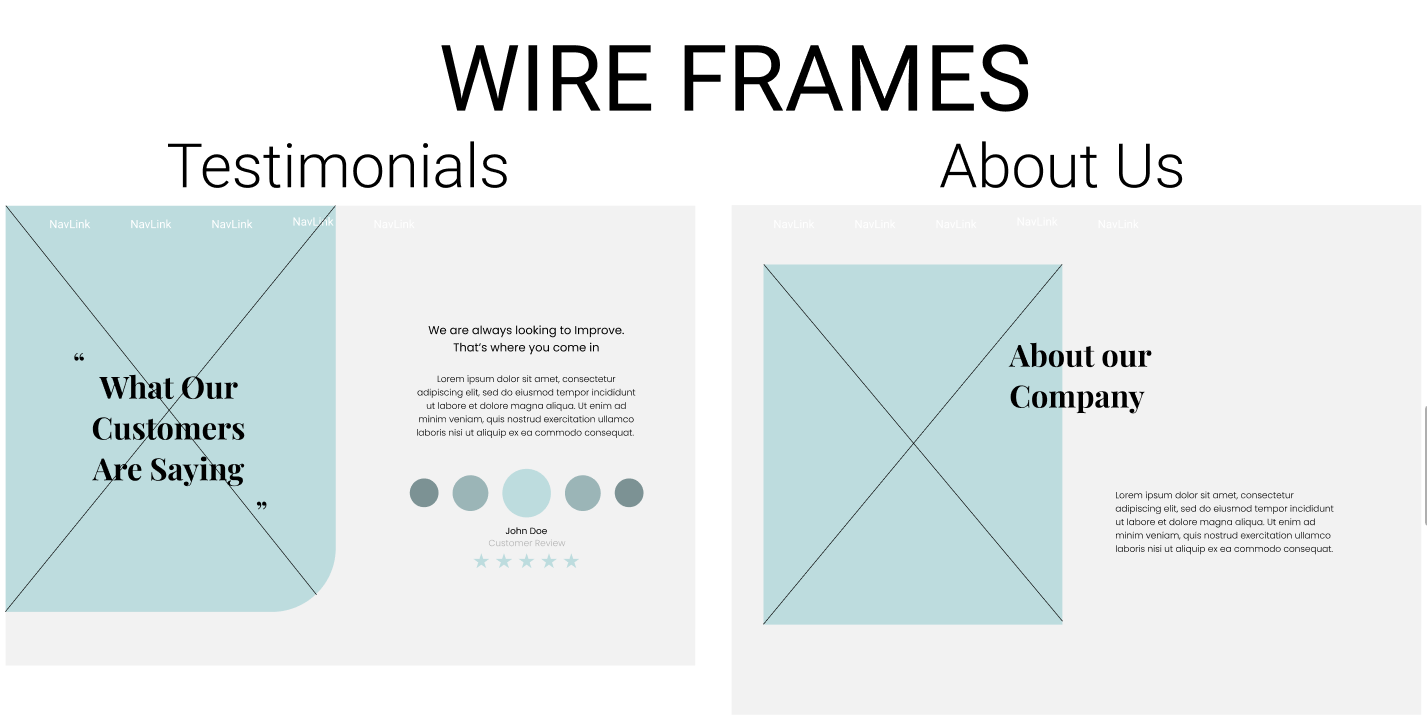 WIRE FRAMES
Testimonials
About Us
NavLink NavLink NavLink NavLink NavLink
“
What Our
Customers
Are Saying
”
We are always looking to Improve.
That’s where you come in
Lorem ipsum dolor sit amet, consectetur
adipiscing elit, sed do eiusmod tempor incididunt
ut labore et dolore magna aliqua. Ut enim ad
minim veniam, quis nostrud exercitation ullamco
laboris nisi ut aliquip ex ea commodo consequat.
John Doe
Customer Review
NavLink NavLink NavLink NavLink NavLink
About our
Company
Lorem ipsum dolor sit amet, consectetur
adipiscing elit, sed do eiusmod tempor incididunt
ut labore et dolore magna aliqua. Ut enim ad
minim veniam, quis nostrud exercitation ullamco
laboris nisi ut aliquip ex ea commodo consequat.